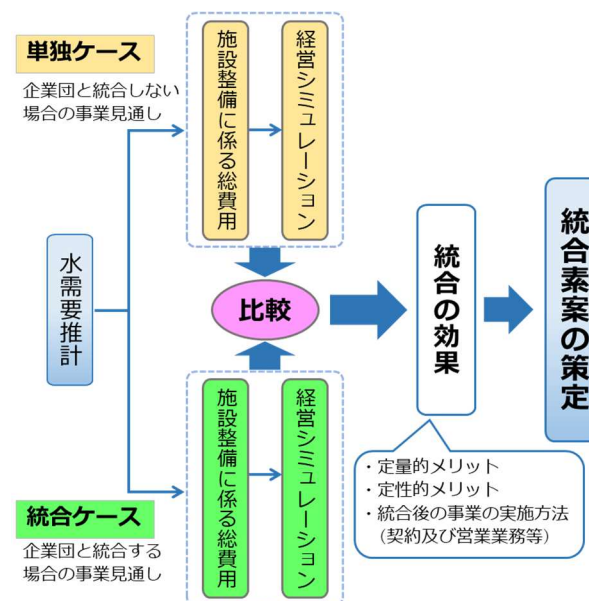 単独ケース
企業団と統合しない
場合の事業見通し
施設整備に係る総費用
経営シミュレーション
水需要推計
比較
統合の効果
統合素案の策定
統合ケース
企業団と統合する
場合の事業見通し
施設整備に係る総費用
経営シミュレーション
・定量的メリット
・定性的メリット
・統合後の事業の実施方法
（契約及び営業業務等）